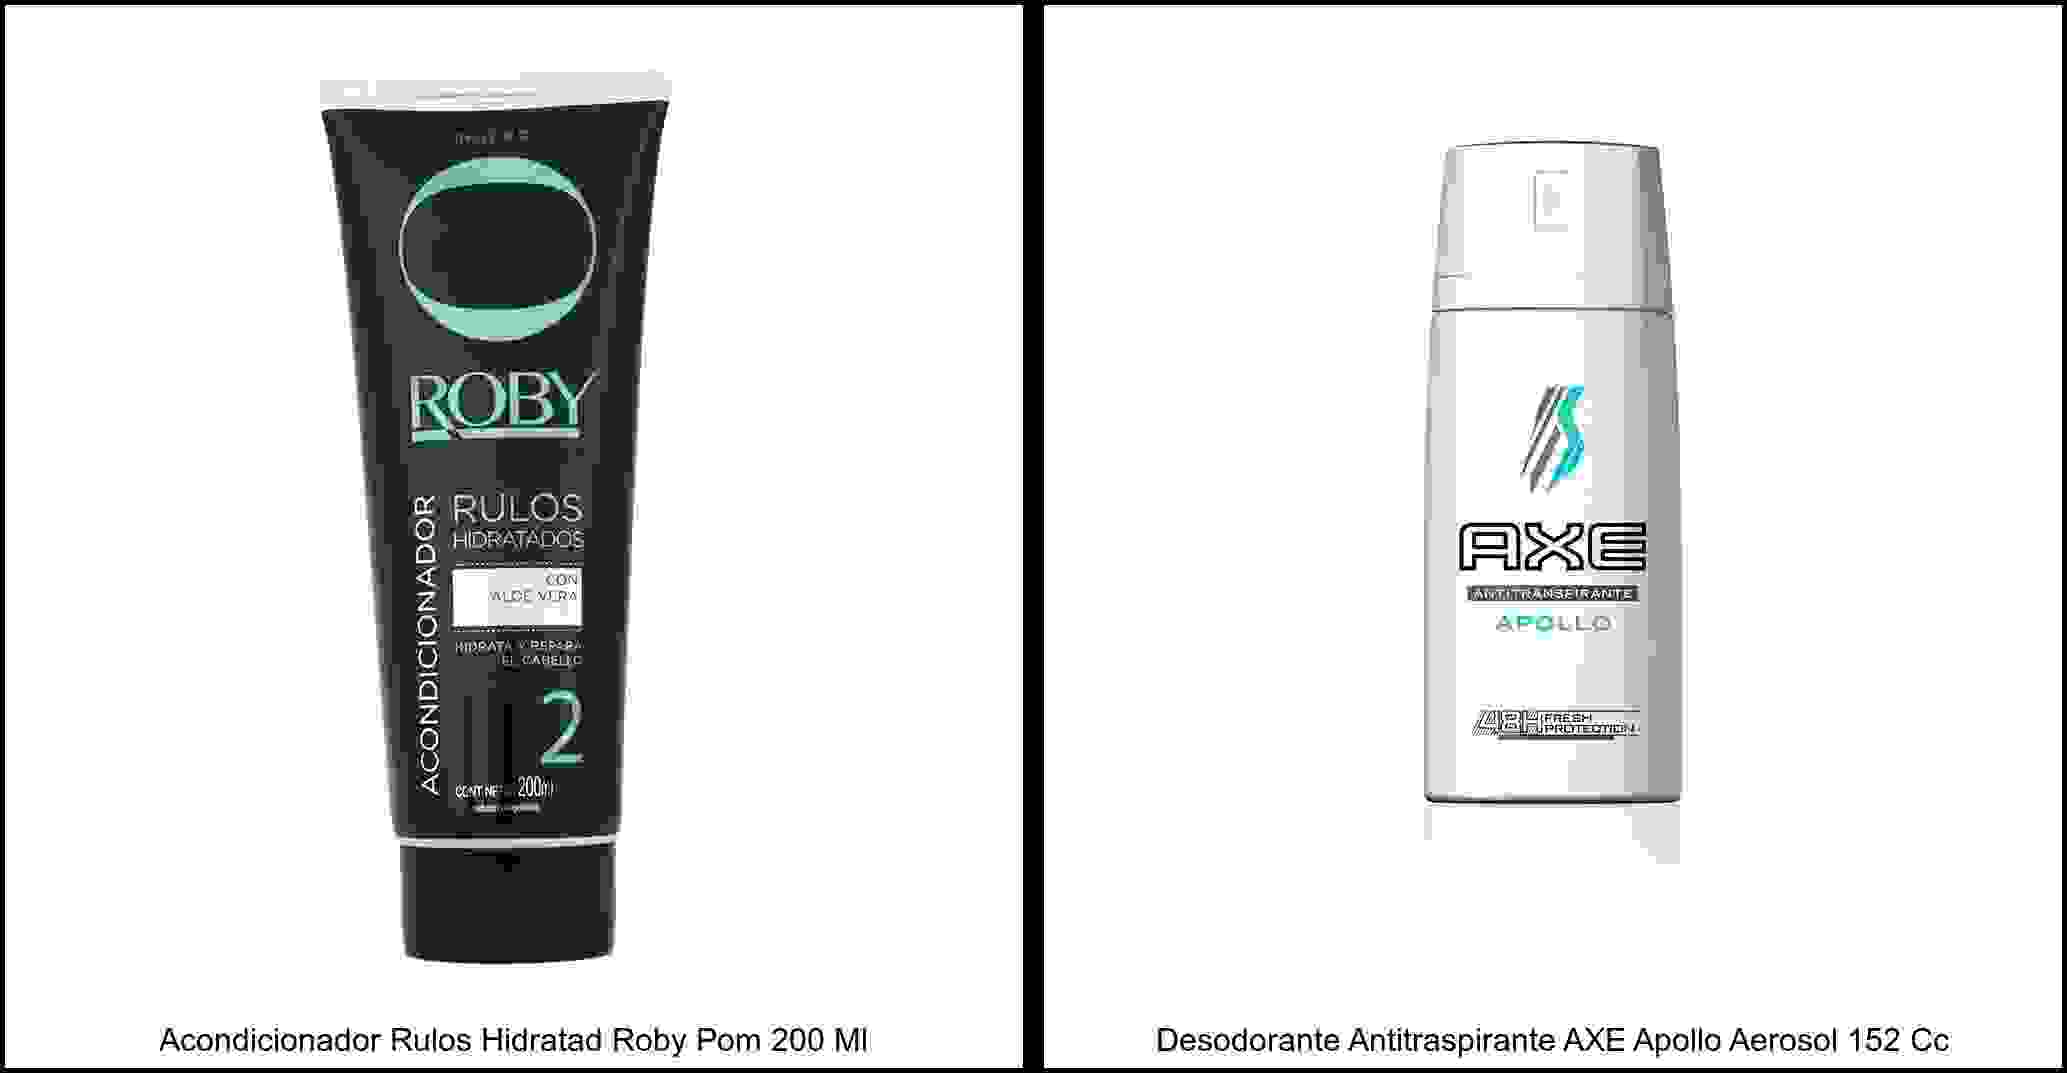 ROBY
ACONDICIONADOR
RULOS
HIDRATADOS
CON
ALOE VERA
HIDRATA Y REPARA
EL CABELLO
2
200ml
Acondicionador Rulos Hidratad Roby Pom 200 Ml
AXE
ANTITRANSPIRANTE
APOLLO
48H FRESH
PROTECTION
Desodorante Antitraspirante AXE Apollo Aerosol 152 Cc